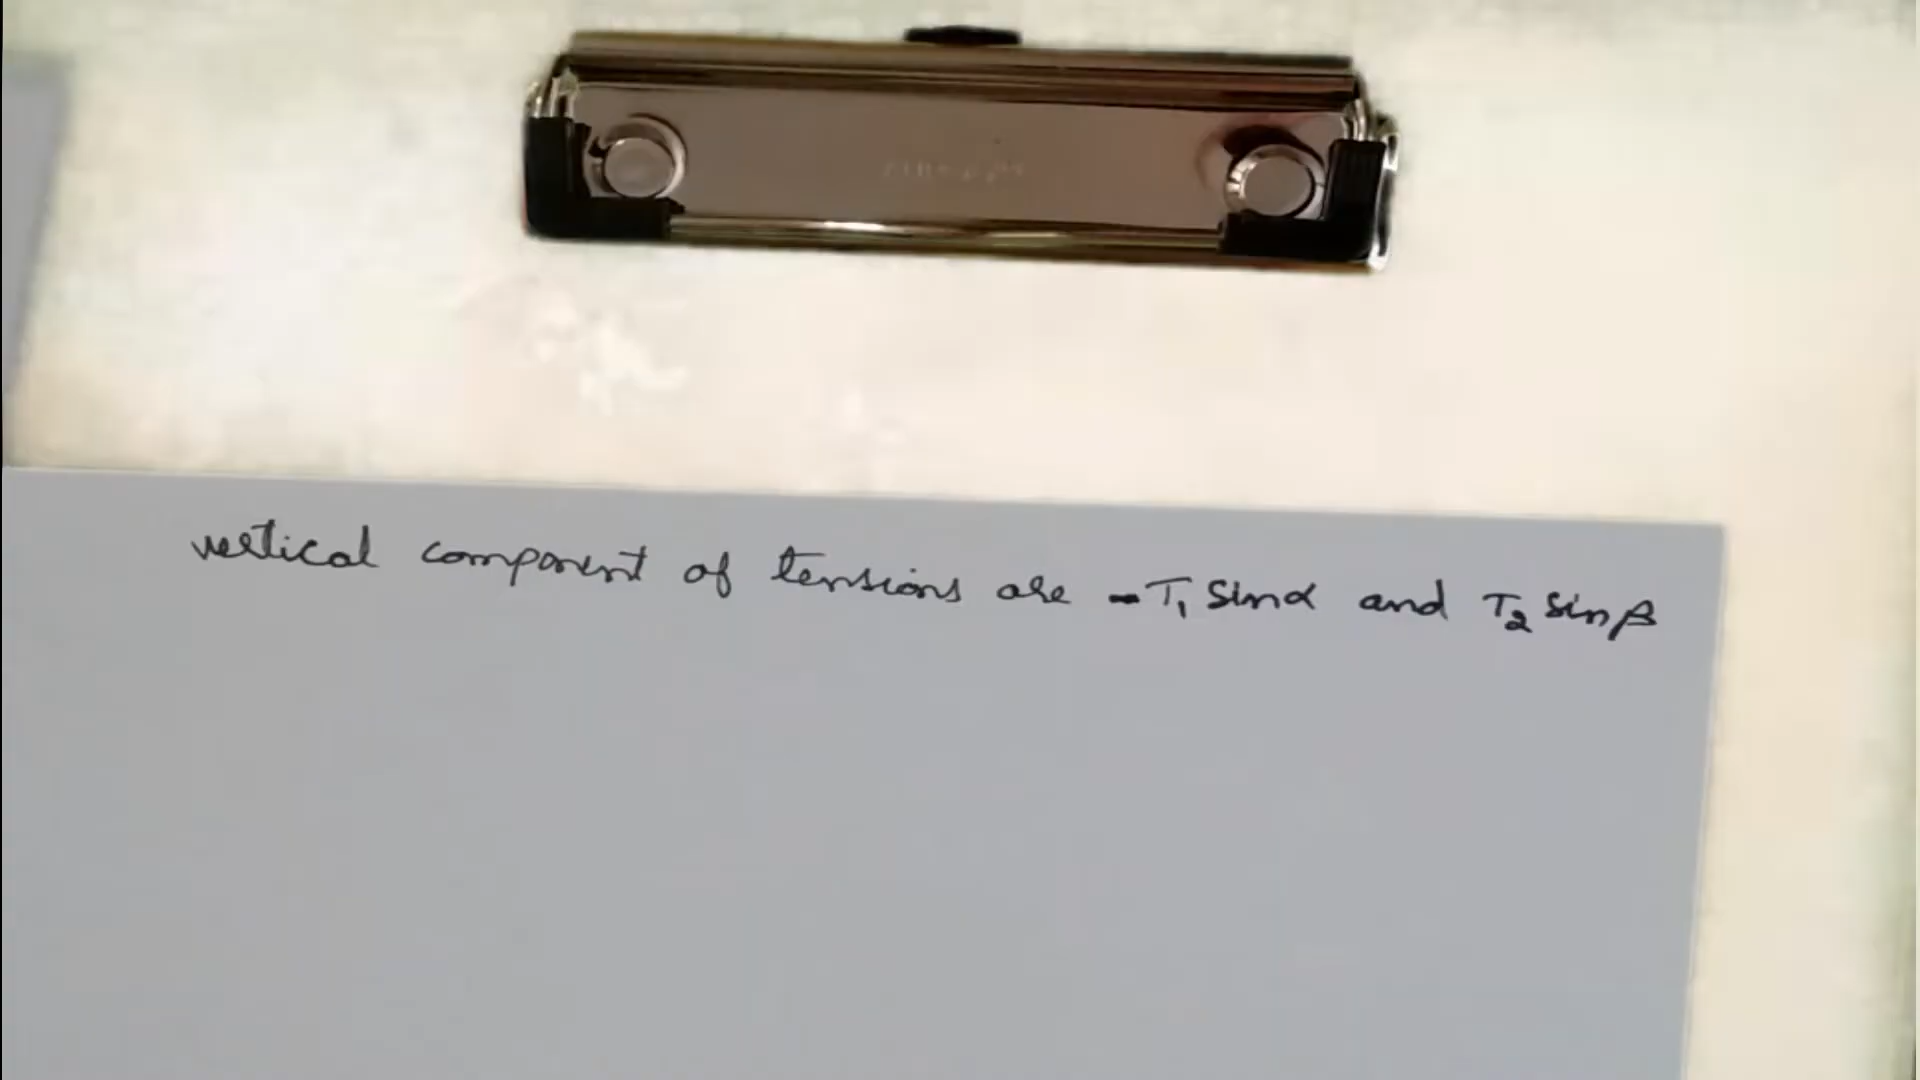 vertical component of tensions are -T₁ Sinα and T₂ Sinβ